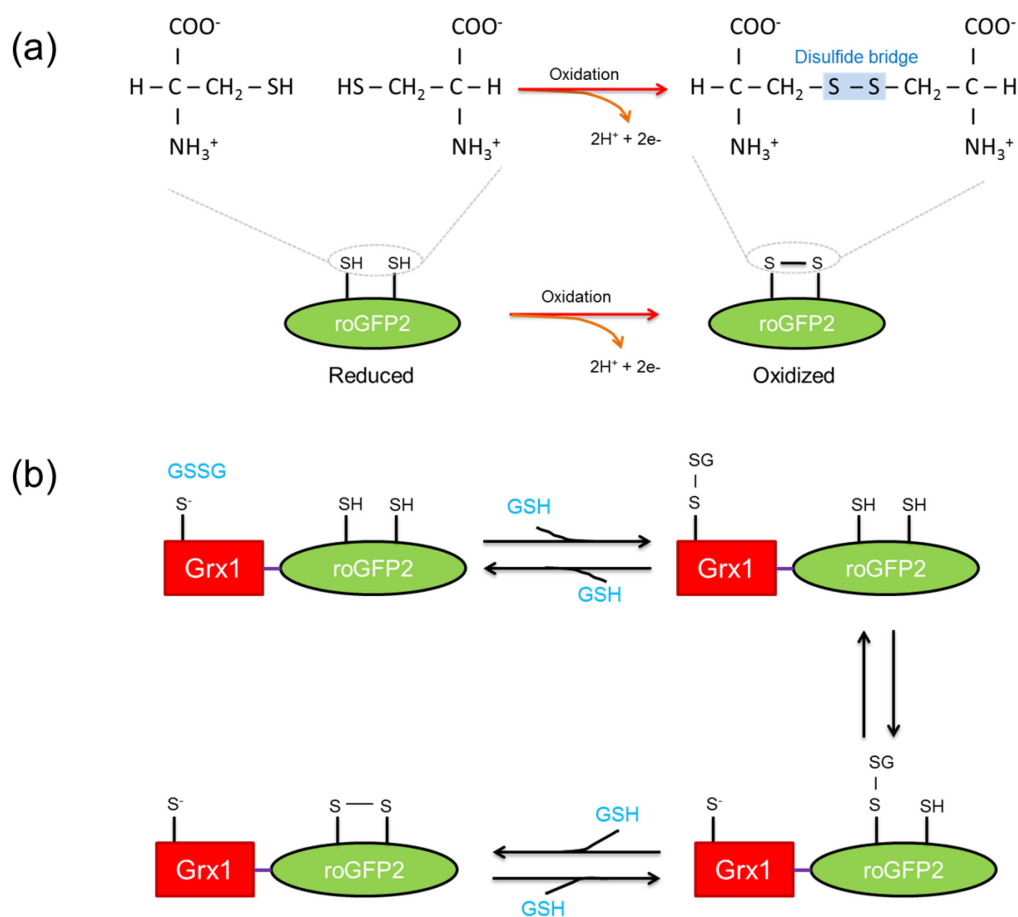 (a)
COO⁻ COO⁻ COO⁻ COO⁻
Disulfide bridge
H – C – CH₂ – SH HS – CH₂ – C – H Oxidation H – C – CH₂ – S – S – CH₂ – C – H
2H⁺ + 2e-
NH₃⁺ NH₃⁺ NH₃⁺ NH₃⁺
SH SH S S
Oxidation
roGFP2 roGFP2
2H⁺ + 2e-
Reduced Oxidized
(b)
GSSG SG
S⁻ SH SH GSH S SH SH
Grx1 roGFP2 Grx1 roGFP2
GSH
SG
S⁻ S S GSH S⁻ S SH
Grx1 roGFP2 Grx1 roGFP2
GSH